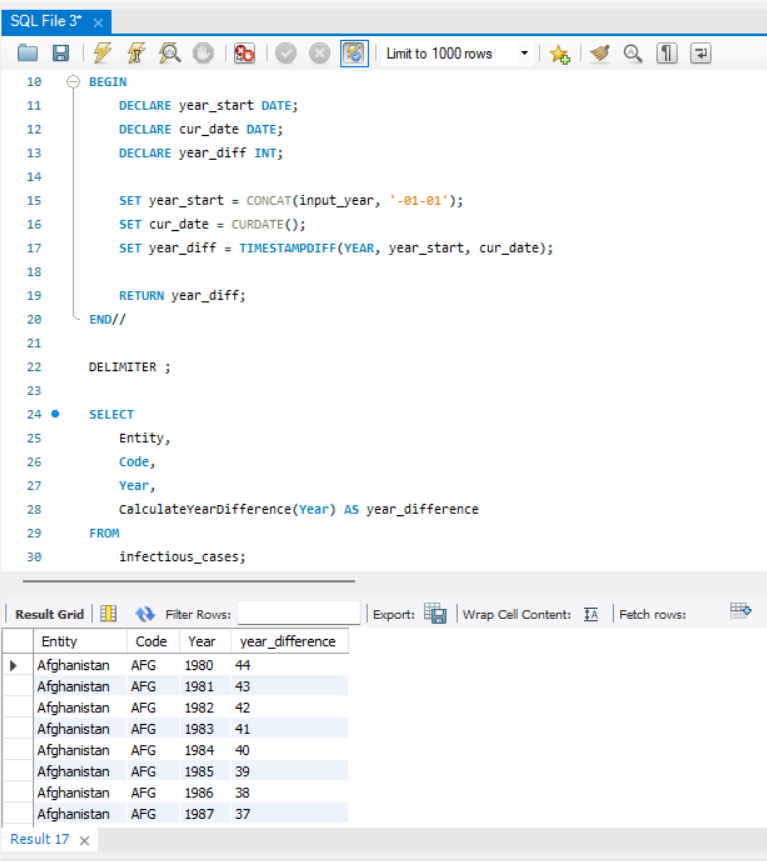 SQL File 3*
Limit to 1000 rows
10 BEGIN
11 DECLARE year_start DATE;
12 DECLARE cur_date DATE;
13 DECLARE year_diff INT;
14
15 SET year_start = CONCAT(input_year, '-01-01');
16 SET cur_date = CURDATE();
17 SET year_diff = TIMESTAMPDIFF(YEAR, year_start, cur_date);
18
19 RETURN year_diff;
20 END//
21
22 DELIMITER ;
23
24 SELECT
25 Entity,
26 Code,
27 Year,
28 CalculateYearDifference(Year) AS year_difference
29 FROM
30 infectious_cases;
Result Grid Filter Rows: Export: Wrap Cell Content: Fetch rows:
Entity Code Year year_difference
Afghanistan AFG 1980 44
Afghanistan AFG 1981 43
Afghanistan AFG 1982 42
Afghanistan AFG 1983 41
Afghanistan AFG 1984 40
Afghanistan AFG 1985 39
Afghanistan AFG 1986 38
Afghanistan AFG 1987 37
Result 17